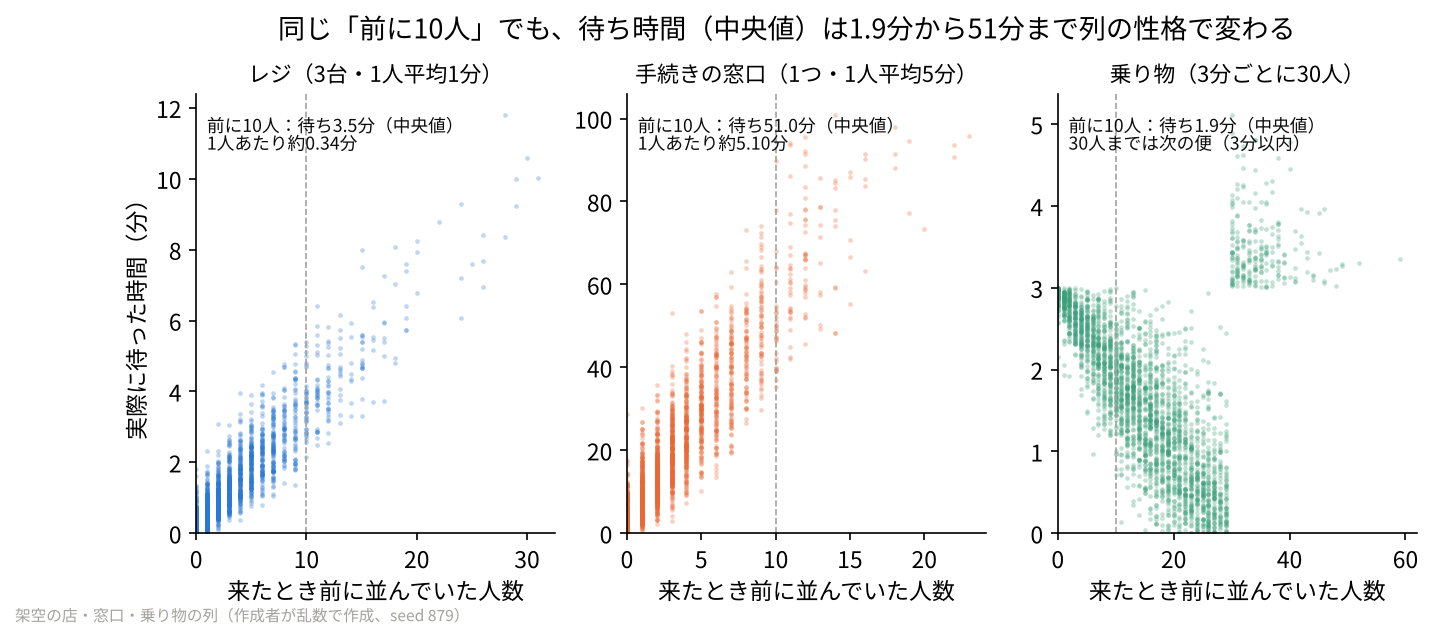 同じ「前に10人」でも、待ち時間（中央値）は1.9分から51分まで列の性格で変わる
レジ（3台・1人平均1分）
実際に待った時間（分）
12
10
8
6
4
2
0
前に10人：待ち3.5分（中央値）
1人あたり約0.34分
0
10
20
30
来たとき前に並んでいた人数
手続きの窓口（1つ・1人平均5分）
100
80
60
40
20
0
前に10人：待ち51.0分（中央値）
1人あたり約5.10分
0
5
10
15
20
来たとき前に並んでいた人数
乗り物（3分ごとに30人）
5
4
3
2
1
0
前に10人：待ち1.9分（中央値）
30人までは次の便（3分以内）
0
20
40
60
来たとき前に並んでいた人数
架空の店・窓口・乗り物の列（作成者が乱数で作成、seed 879）